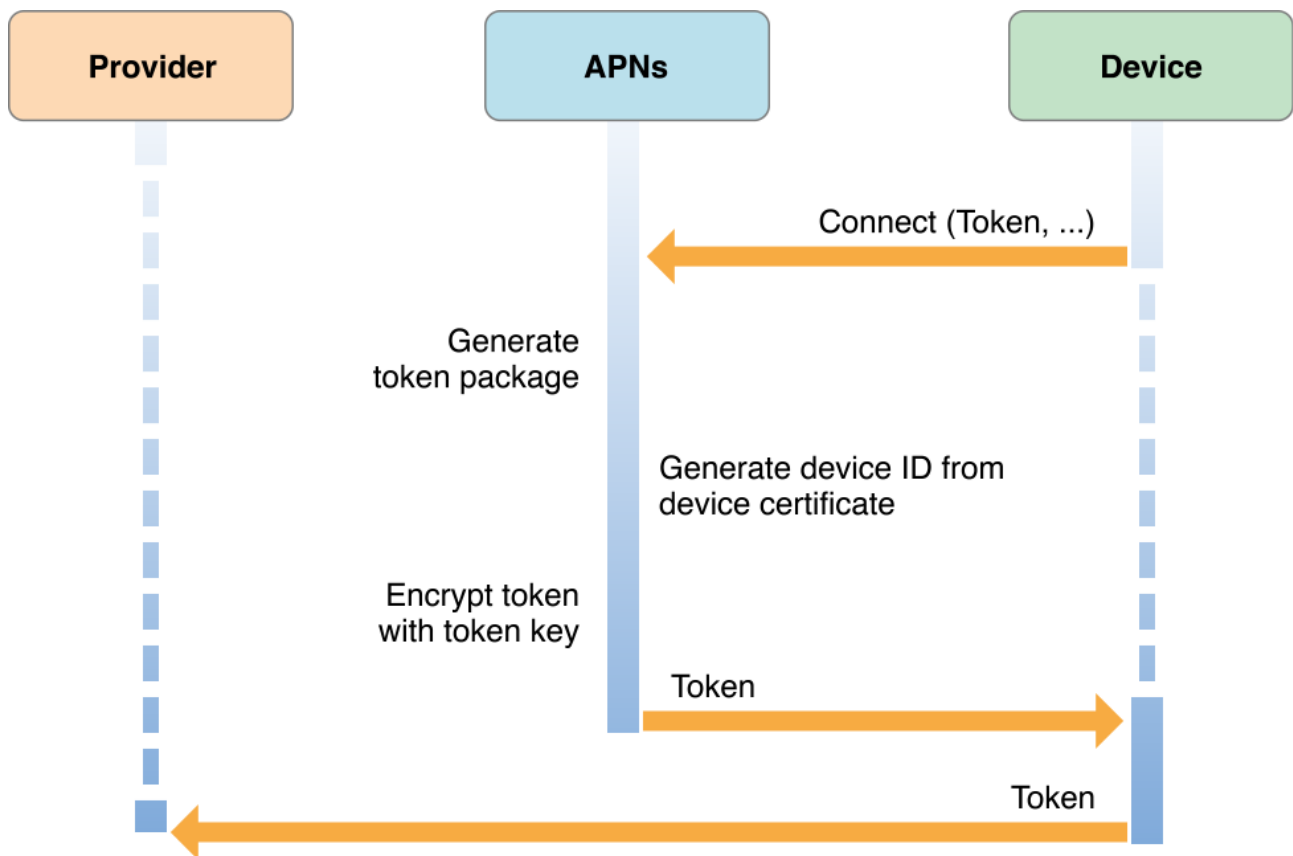 Provider
APNs
Device
Connect (Token, ...)
Generate
token package
Generate device ID from
device certificate
Encrypt token
with token key
Token
Token